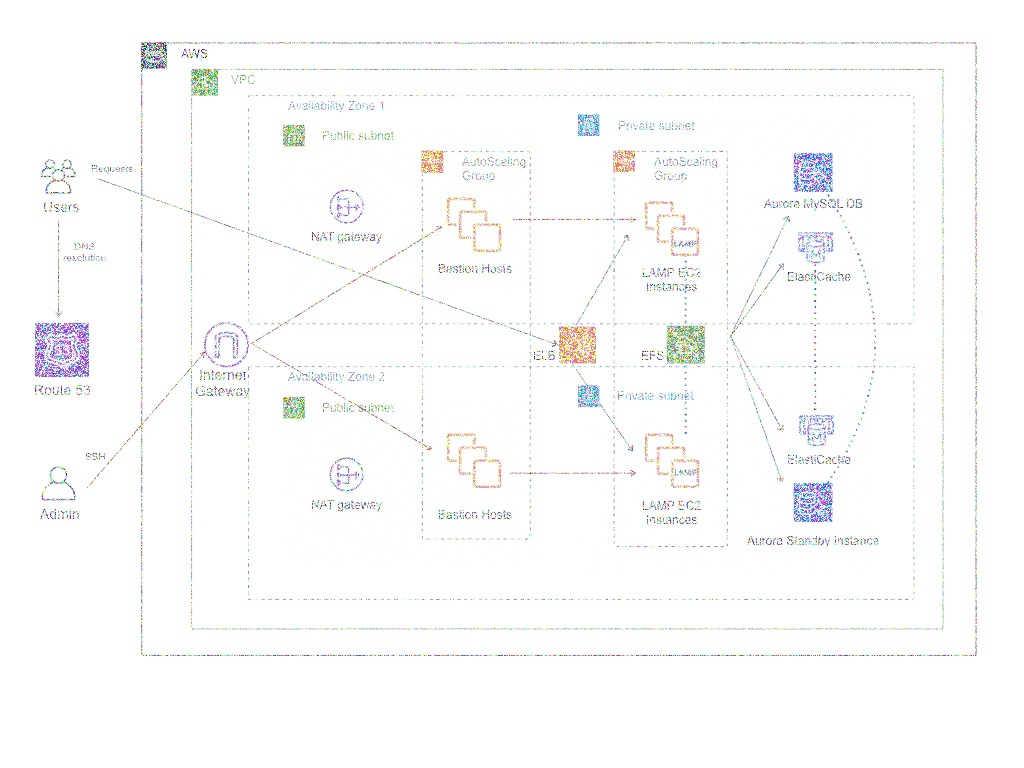 AWS
VPC
Availability Zone 1
Public subnet
Private subnet
AutoScaling
Group
AutoScaling
Group
Requests
Users
DNS
resolution
Route 53
NAT gateway
Bastion Hosts
LAMP
LAMP EC2
Instances
Aurora MySQL DB
ElastiCache
Internet
Gateway
ELB
EFS
Availability Zone 2
Public subnet
Private subnet
SSH
Admin
NAT gateway
Bastion Hosts
LAMP
LAMP EC2
Instances
ElastiCache
Aurora Standby Instance